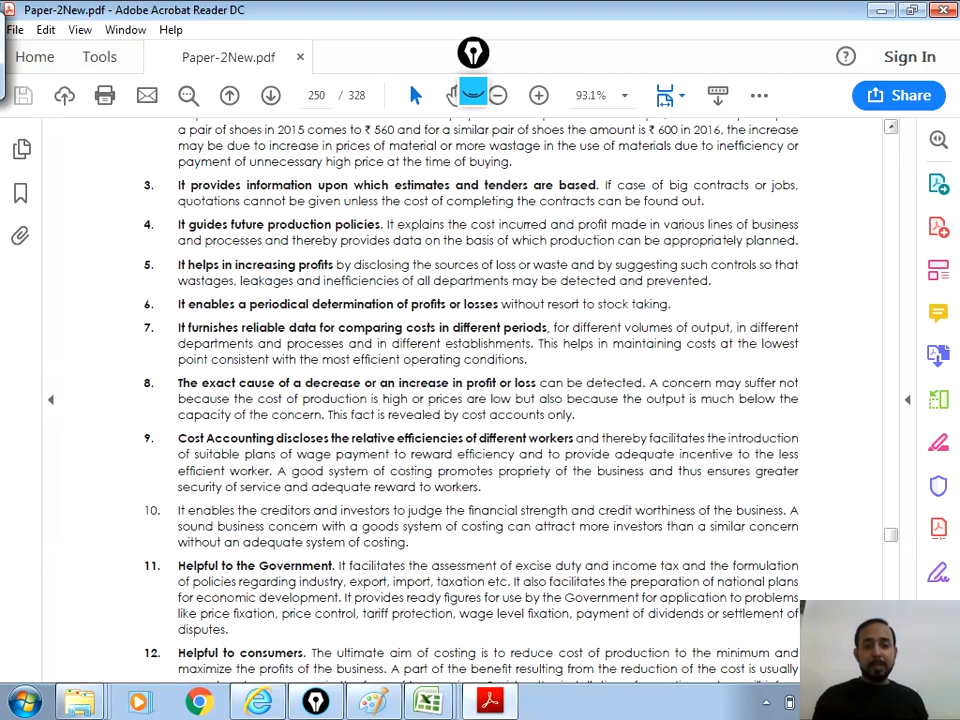 Paper-2New.pdf - Adobe Acrobat Reader DC
File Edit View Window Help
Home Tools Paper-2New.pdf × Sign In
250 / 328 93.1% Share
a pair of shoes in 2015 comes to ₹ 560 and for a similar pair of shoes the amount is ₹ 600 in 2016, the increase
may be due to increase in prices of material or more wastage in the use of materials due to inefficiency or
payment of unnecessary high price at the time of buying.
3. It provides information upon which estimates and tenders are based. If case of big contracts or jobs,
quotations cannot be given unless the cost of completing the contracts can be found out.
4. It guides future production policies. It explains the cost incurred and profit made in various lines of business
and processes and thereby provides data on the basis of which production can be appropriately planned.
5. It helps in increasing profits by disclosing the sources of loss or waste and by suggesting such controls so that
wastages, leakages and inefficiencies of all departments may be detected and prevented.
6. It enables a periodical determination of profits or losses without resort to stock taking.
7. It furnishes reliable data for comparing costs in different periods, for different volumes of output, in different
departments and processes and in different establishments. This helps in maintaining costs at the lowest
point consistent with the most efficient operating conditions.
8. The exact cause of a decrease or an increase in profit or loss can be detected. A concern may suffer not
because the cost of production is high or prices are low but also because the output is much below the
capacity of the concern. This fact is revealed by cost accounts only.
9. Cost Accounting discloses the relative efficiencies of different workers and thereby facilitates the introduction
of suitable plans of wage payment to reward efficiency and to provide adequate incentive to the less
efficient worker. A good system of costing promotes propriety of the business and thus ensures greater
security of service and adequate reward to workers.
10. It enables the creditors and investors to judge the financial strength and credit worthiness of the business. A
sound business concern with a goods system of costing can attract more investors than a similar concern
without an adequate system of costing.
11. Helpful to the Government. It facilitates the assessment of excise duty and income tax and the formulation
of policies regarding industry, export, import, taxation etc. It also facilitates the preparation of national plans
for economic development. It provides ready figures for use by the Government for application to problems
like price fixation, price control, tariff protection, wage level fixation, payment of dividends or settlement of
disputes.
12. Helpful to consumers. The ultimate aim of costing is to reduce cost of production to the minimum and
maximize the profits of the business. A part of the benefit resulting from the reduction of the cost is usually